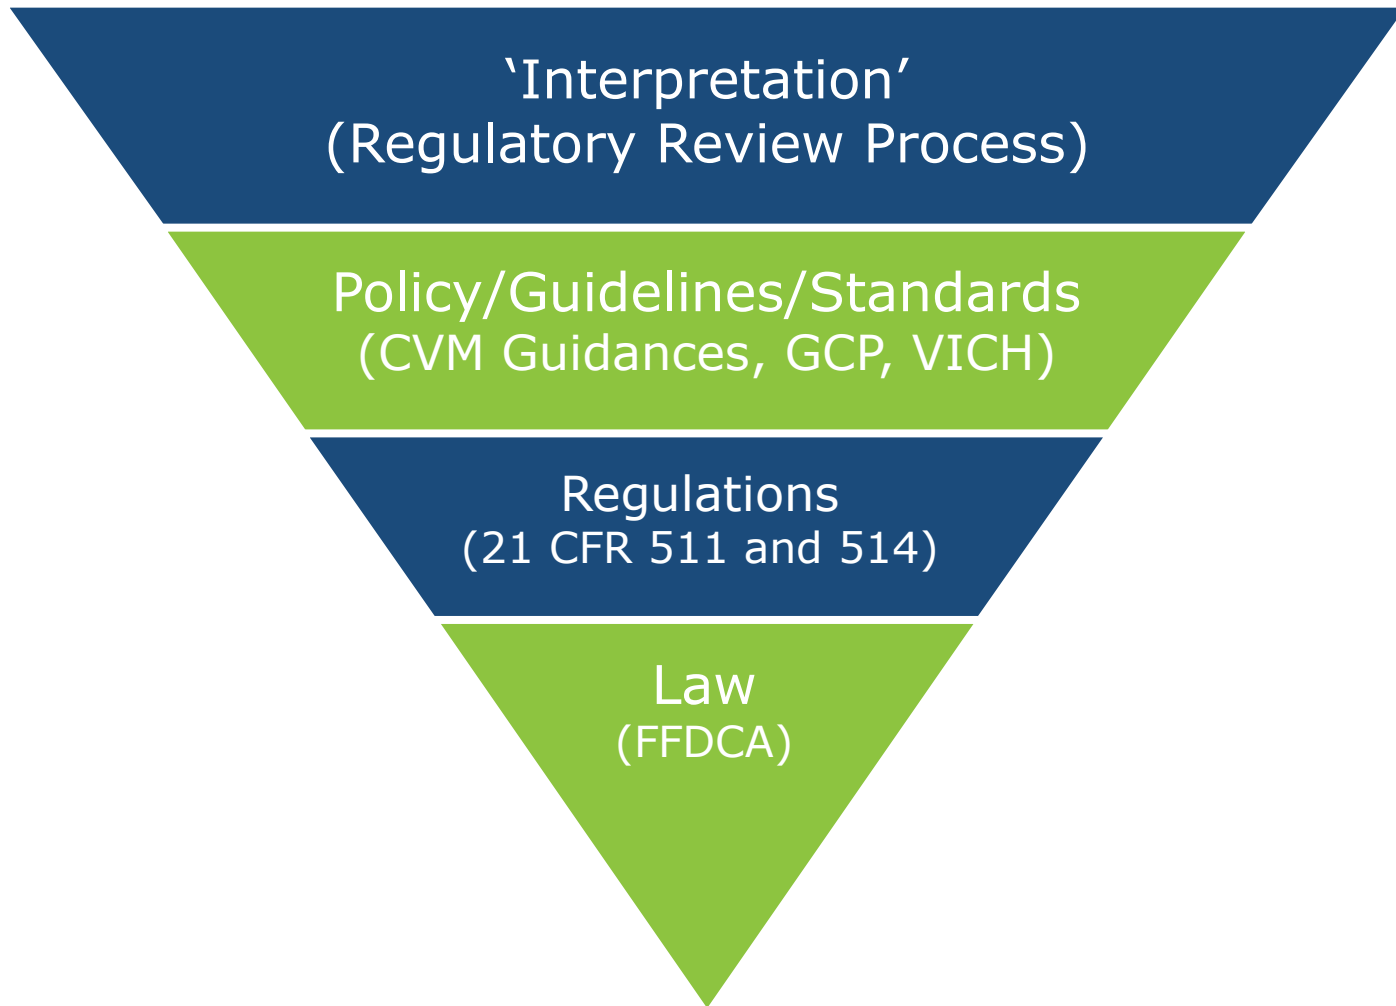 ‘Interpretation’
(Regulatory Review Process)
Policy/Guidelines/Standards
(CVM Guidances, GCP, VICH)
Regulations
(21 CFR 511 and 514)
Law
(FFDCA)